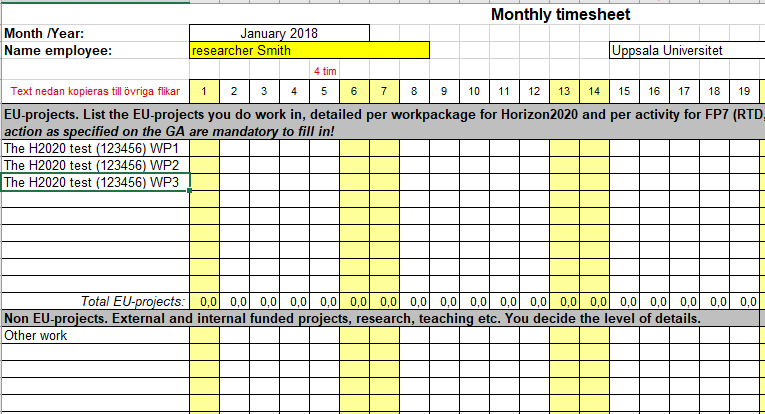 Monthly timesheet
Month /Year: January 2018
Name employee: researcher Smith Uppsala Universitet
4 tim
Text nedan kopieras till övriga flikar 1 2 3 4 5 6 7 8 9 10 11 12 13 14 15 16 17 18 19
EU-projects. List the EU-projects you do work in, detailed per workpackage for Horizon2020 and per activity for FP7 (RTD,
action as specified on the GA are mandatory to fill in!
The H2020 test (123456) WP1
The H2020 test (123456) WP2
The H2020 test (123456) WP3
Total EU-projects: 0,0 0,0 0,0 0,0 0,0 0,0 0,0 0,0 0,0 0,0 0,0 0,0 0,0 0,0 0,0 0,0 0,0 0,0 0,0
Non EU-projects. External and internal funded projects, research, teaching etc. You decide the level of details.
Other work